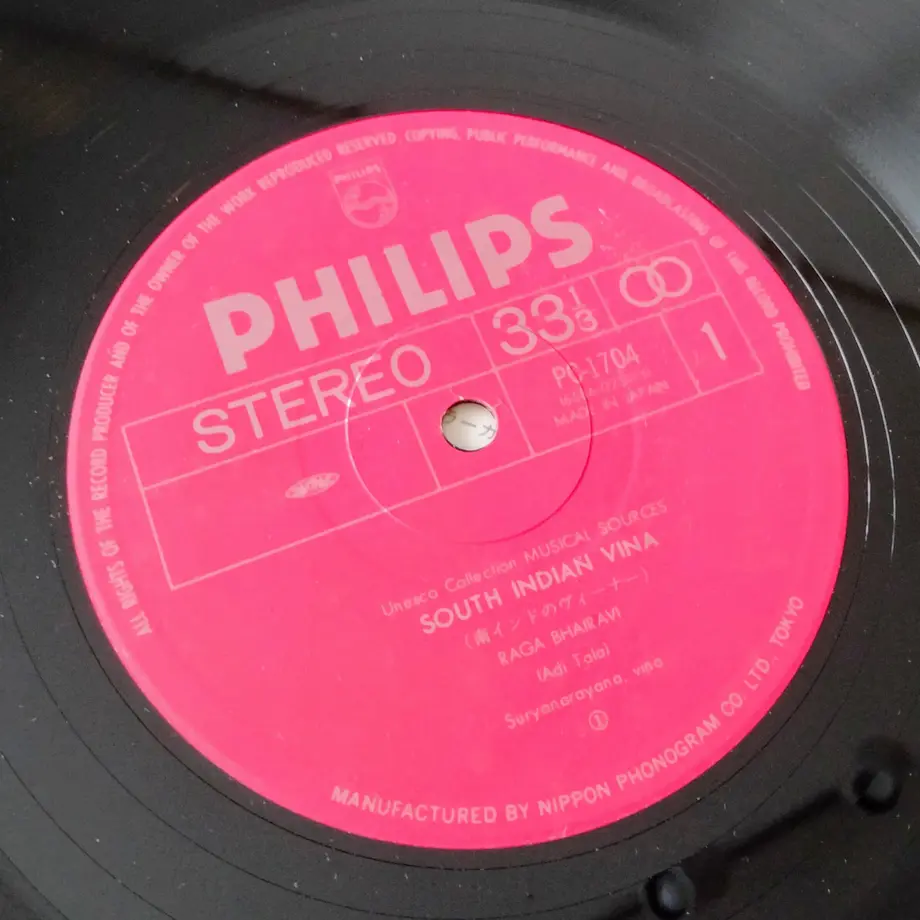 ALL RIGHTS OF THE RECORD PRODUCER AND OF THE OWNER OF THE WORK REPRODUCED RESERVED COPYING, PUBLIC PERFORMANCE AND BROADCASTING OF THIS RECORD PROHIBITED
PHILIPS
PHILIPS
STEREO
33 1/3
PC-1704
MADE IN JAPAN
1
Unesco Collection MUSICAL SOURCES
SOUTH INDIAN VINA
(南インドのヴィーナー)
RAGA BHAIRAVI
(Adi Tala)
Suryanarayana, vina
①
MANUFACTURED BY NIPPON PHONOGRAM CO. LTD., TOKYO